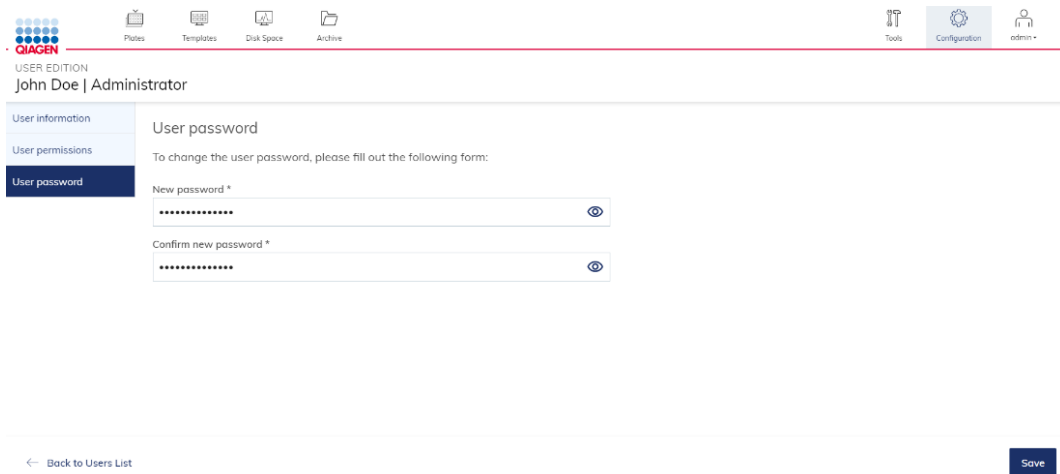 Plates
Templates
Disk Space
Archive
Tools
Configuration
admin
QIAGEN
USER EDITION
John Doe | Administrator
User information
User permissions
User password
User password
To change the user password, please fill out the following form:
New password *
••••••••••••••
Confirm new password *
••••••••••••••
← Back to Users List
Save